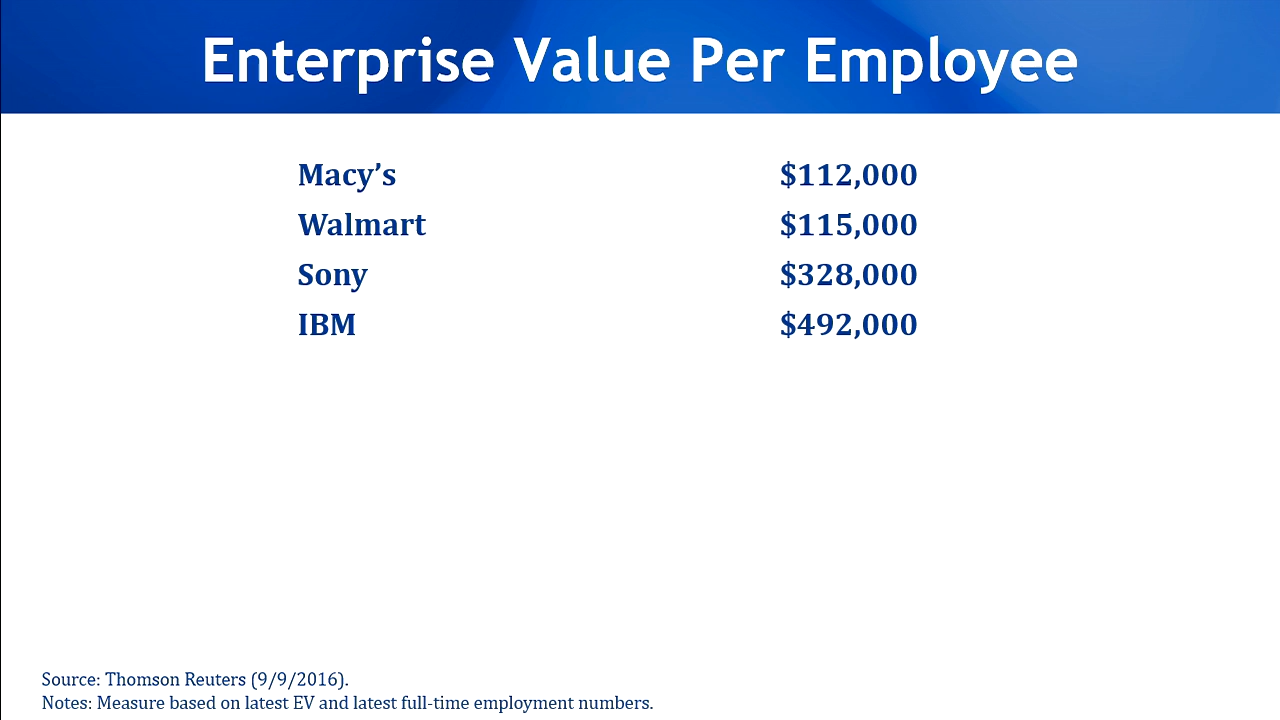 Enterprise Value Per Employee
Macy’s $112,000
Walmart $115,000
Sony $328,000
IBM $492,000
Source: Thomson Reuters (9/9/2016).
Notes: Measure based on latest EV and latest full-time employment numbers.